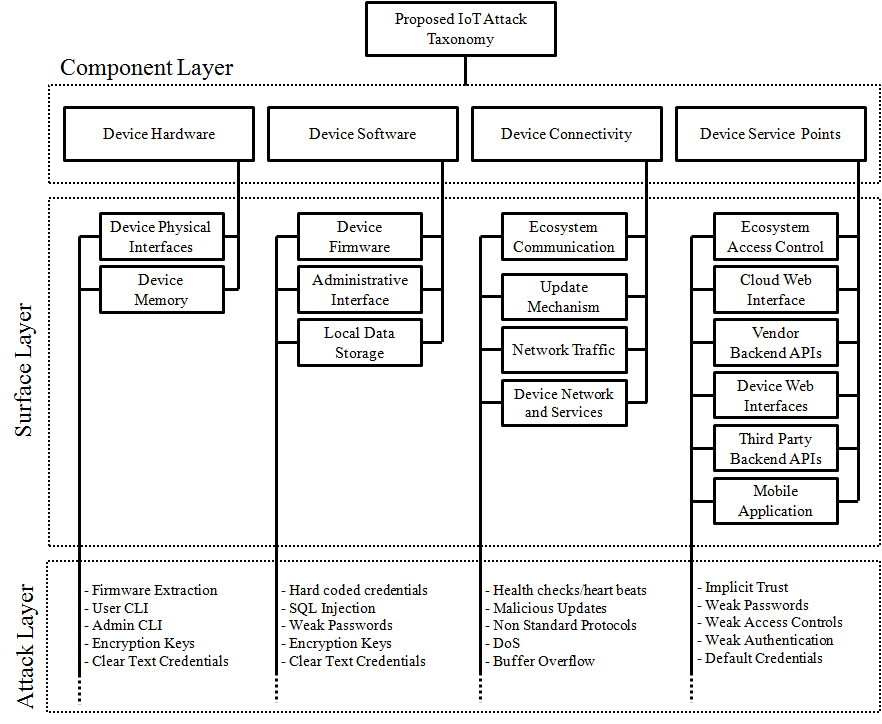 Proposed IoT Attack
Taxonomy
Component Layer
Device Hardware
Device Software
Device Connectivity
Device Service Points
Surface Layer
Device Physical
Interfaces
Device
Memory
Device
Firmware
Administrative
Interface
Local Data
Storage
Ecosystem
Communication
Update
Mechanism
Network Traffic
Device Network
and Services
Ecosystem
Access Control
Cloud Web
Interface
Vendor
Backend APIs
Device Web
Interfaces
Third Party
Backend APIs
Mobile
Application
Attack Layer
- Firmware Extraction
- User CLI
- Admin CLI
- Encryption Keys
- Clear Text Credentials
- Hard coded credentials
- SQL Injection
- Weak Passwords
- Encryption Keys
- Clear Text Credentials
- Health checks/heart beats
- Malicious Updates
- Non Standard Protocols
- DoS
- Buffer Overflow
- Implicit Trust
- Weak Passwords
- Weak Access Controls
- Weak Authentication
- Default Credentials